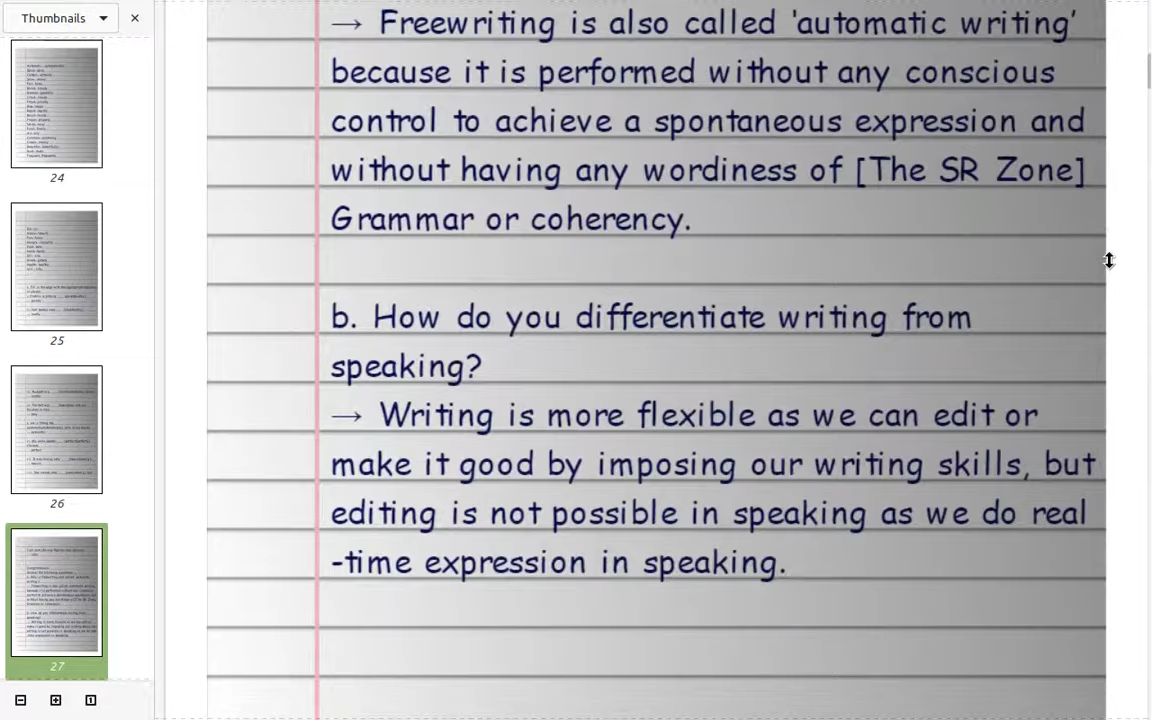 Thumbnails
24
25
26
27
→ Freewriting is also called 'automatic writing'
because it is performed without any conscious
control to achieve a spontaneous expression and
without having any wordiness of [The SR Zone]
Grammar or coherency.
b. How do you differentiate writing from
speaking?
→ Writing is more flexible as we can edit or
make it good by imposing our writing skills, but
editing is not possible in speaking as we do real
-time expression in speaking.